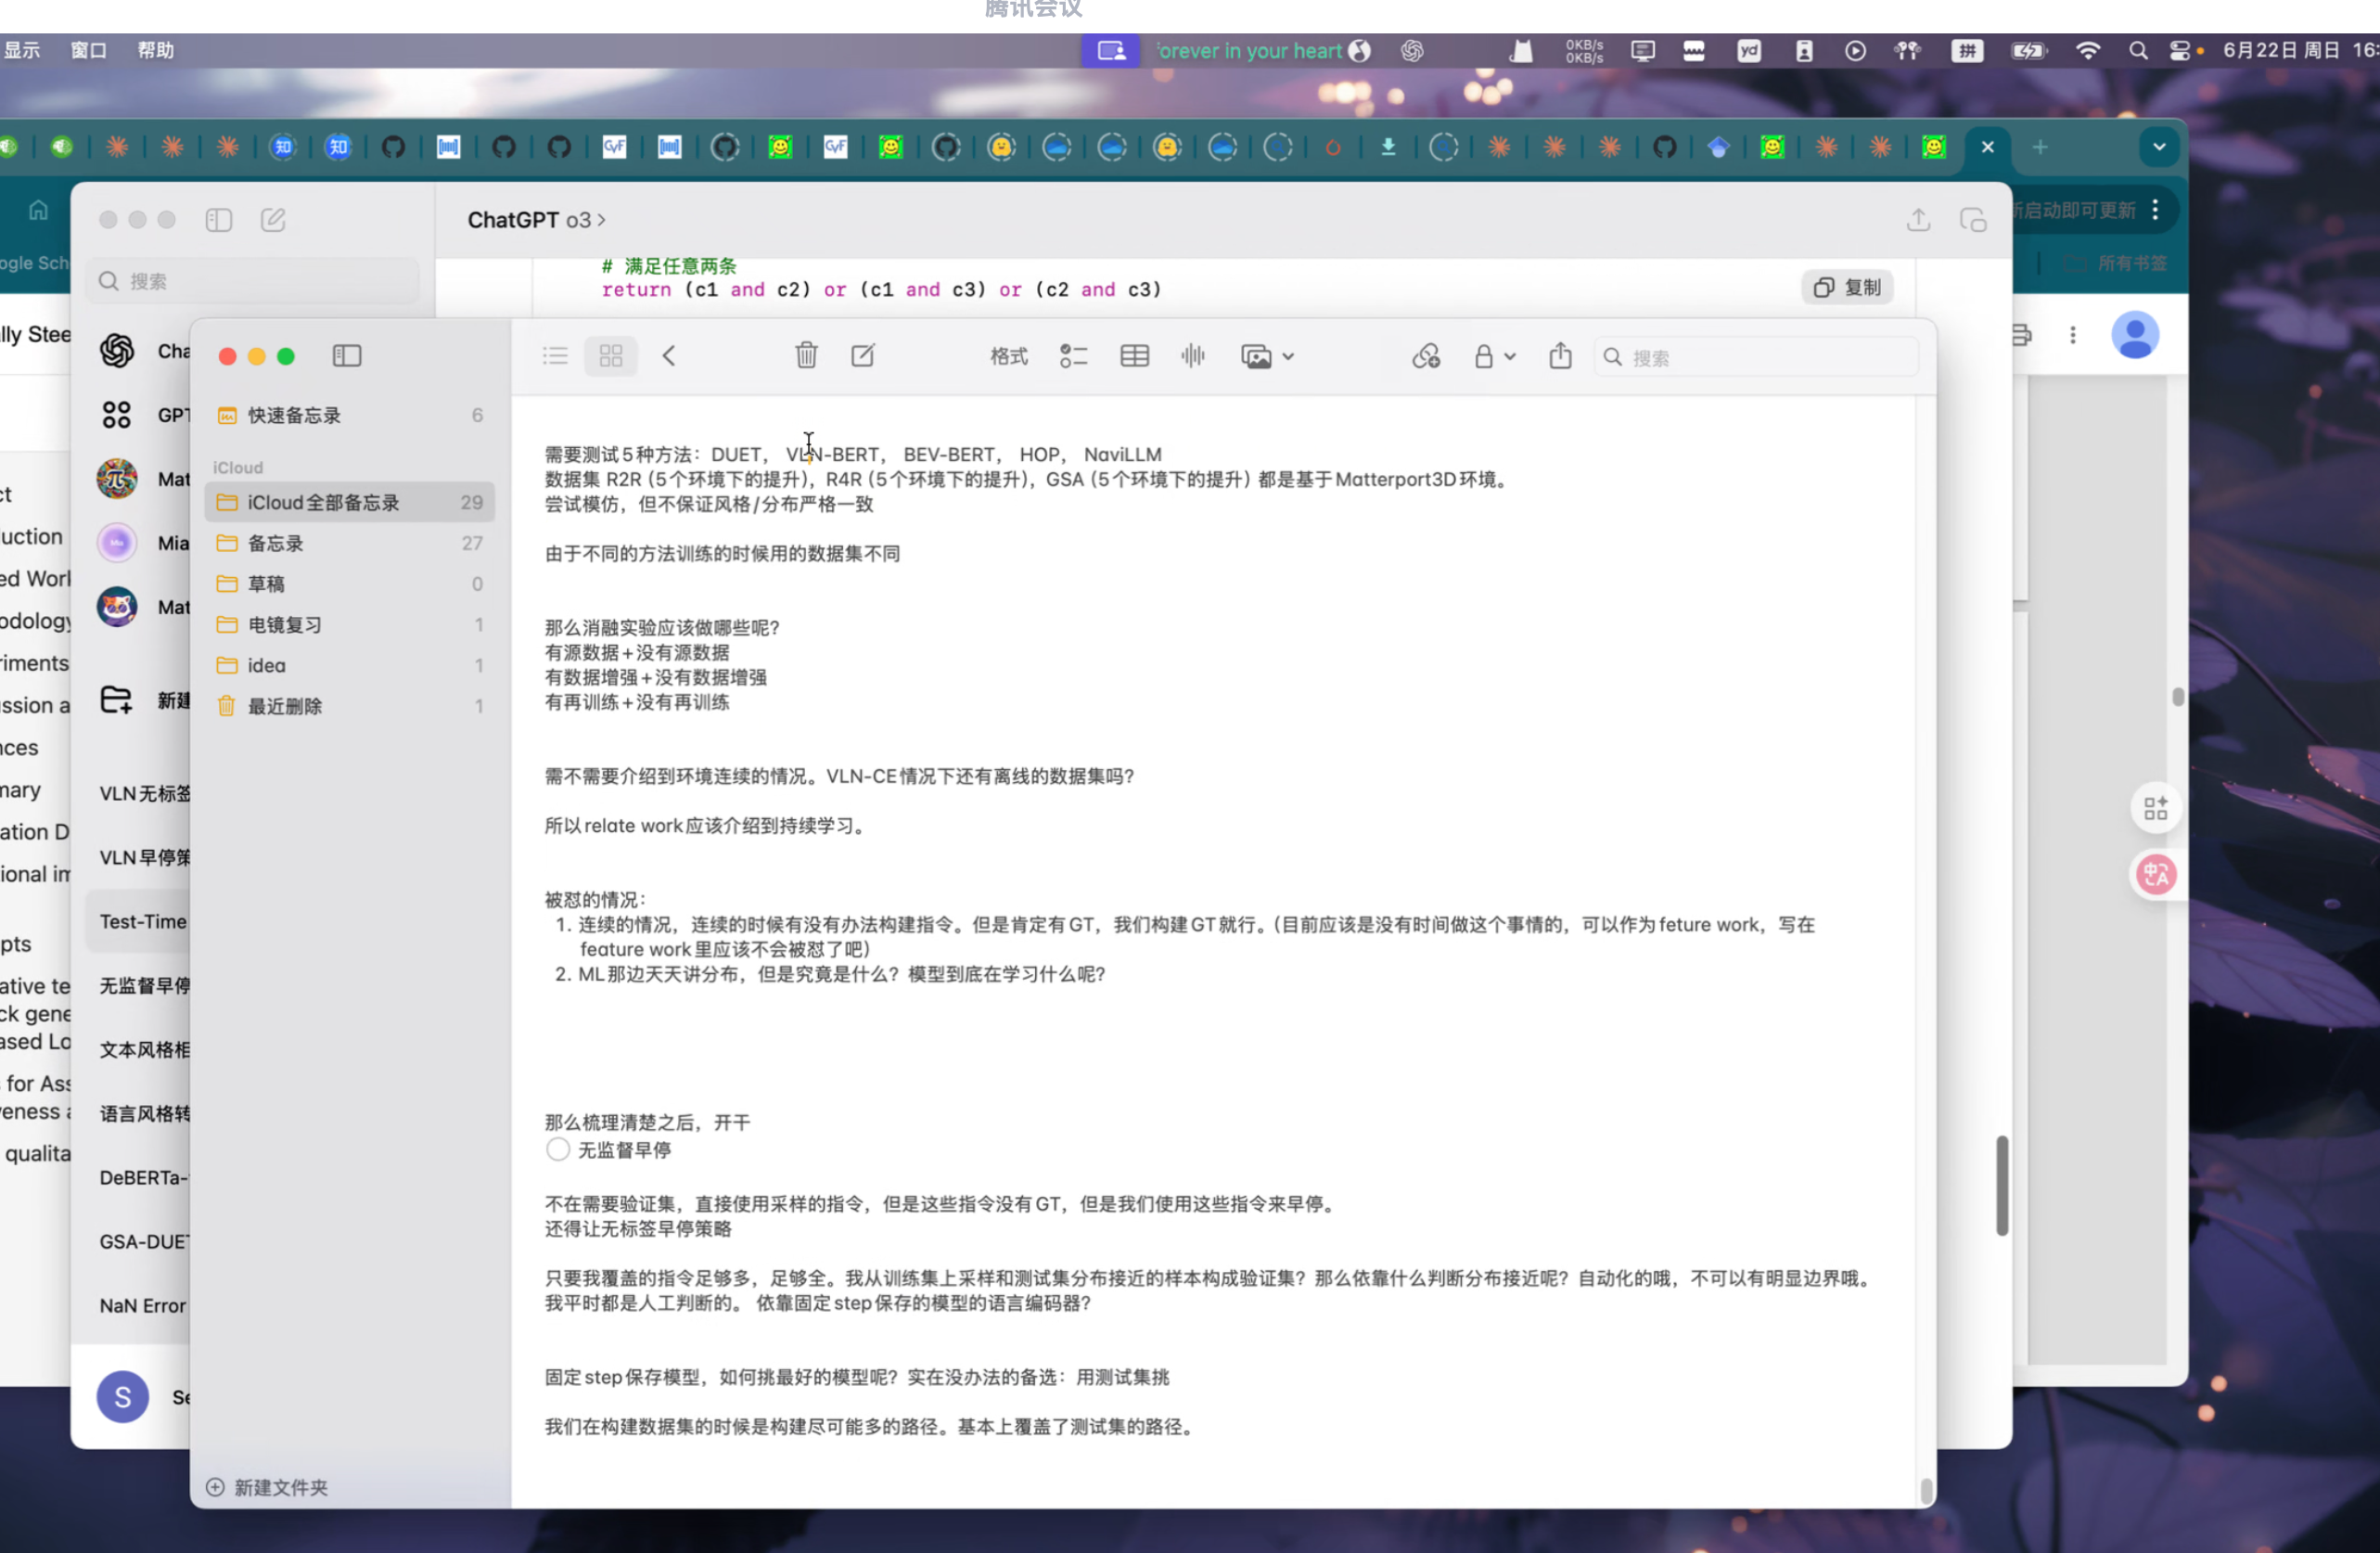 腾讯会议
显示 窗口 帮助
orever in your heart
0KB/s
0KB/s
yd
拼
6月22日 周日 16:
知 知
所有书签
启动即可更新
ogle Sch
lly Stee
ct
uction
ed Work
odology
riments
ssion a
nces
mary
ation D
ional im
pts
ative te
ck gene
ased Lo
for Ass
veness a
qualita
ChatGPT o3 >
搜索
# 满足任意两条
return (c1 and c2) or (c1 and c3) or (c2 and c3)
复制
Cha
GPT
Mat
Mia
Mat
新建
VLN无标签
VLN早停策
Test-Time
无监督早停
文本风格相
语言风格转
DeBERTa-
GSA-DUET
NaN Error
S
Se
格式
搜索
快速备忘录 6
iCloud
iCloud全部备忘录 29
备忘录 27
草稿 0
电镜复习 1
idea 1
最近删除 1
新建文件夹
需要测试5种方法：DUET， VLN-BERT， BEV-BERT， HOP， NaviLLM
数据集 R2R（5个环境下的提升），R4R（5个环境下的提升），GSA（5个环境下的提升）都是基于Matterport3D环境。
尝试模仿，但不保证风格/分布严格一致
由于不同的方法训练的时候用的数据集不同
那么消融实验应该做哪些呢？
有源数据+没有源数据
有数据增强+没有数据增强
有再训练+没有再训练
需不需要介绍到环境连续的情况。VLN-CE情况下还有离线的数据集吗？
所以relate work应该介绍到持续学习。
被怼的情况：
1. 连续的情况，连续的时候有没有办法构建指令。但是肯定有GT，我们构建GT就行。（目前应该是没有时间做这个事情的，可以作为feture work，写在
feature work里应该不会被怼了吧）
2. ML那边天天讲分布，但是究竟是什么？模型到底在学习什么呢？
那么梳理清楚之后，开干
无监督早停
不在需要验证集，直接使用采样的指令，但是这些指令没有GT，但是我们使用这些指令来早停。
还得让无标签早停策略
只要我覆盖的指令足够多，足够全。我从训练集上采样和测试集分布接近的样本构成验证集？那么依靠什么判断分布接近呢？自动化的哦，不可以有明显边界哦。
我平时都是人工判断的。 依靠固定step保存的模型的语言编码器？
固定step保存模型，如何挑最好的模型呢？实在没办法的备选：用测试集挑
我们在构建数据集的时候是构建尽可能多的路径。基本上覆盖了测试集的路径。